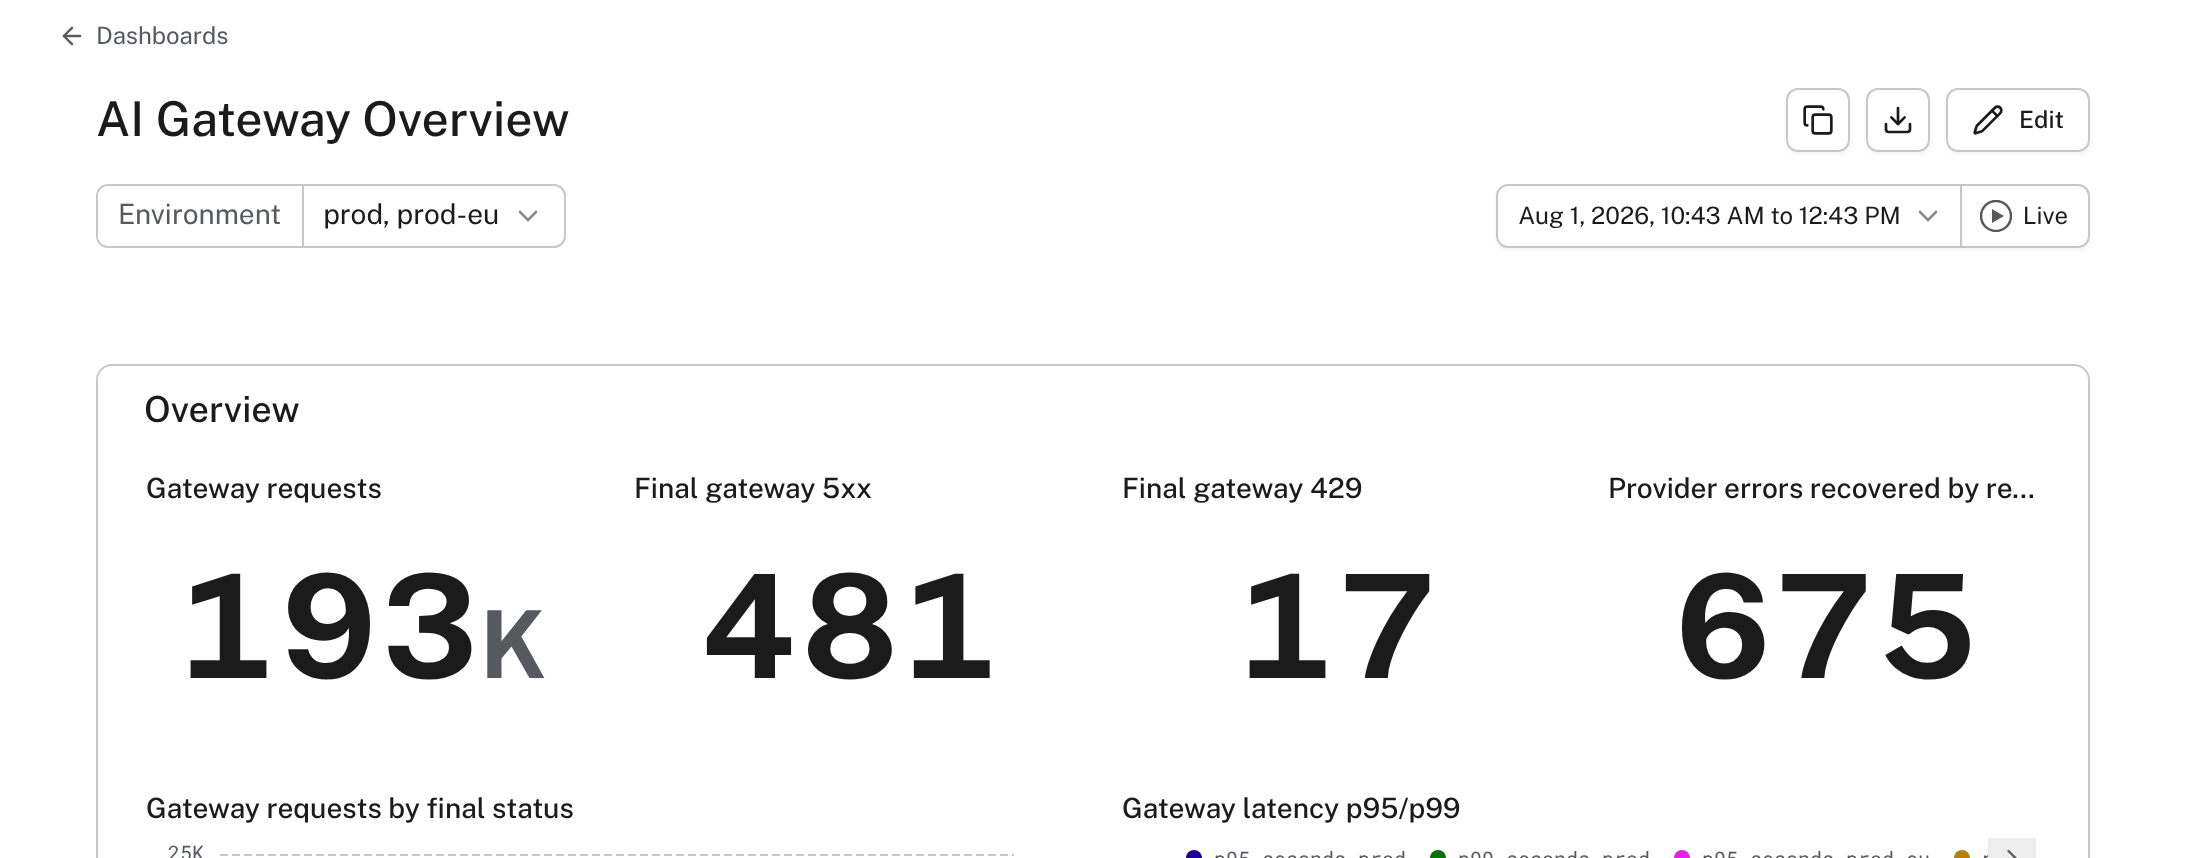 Dashboards
AI Gateway Overview
Edit
Environment
prod, prod-eu
Aug 1, 2026, 10:43 AM to 12:43 PM
Live
Overview
Gateway requests
Final gateway 5xx
Final gateway 429
Provider errors recovered by re...
193K
481
17
675
Gateway requests by final status
Gateway latency p95/p99
25K